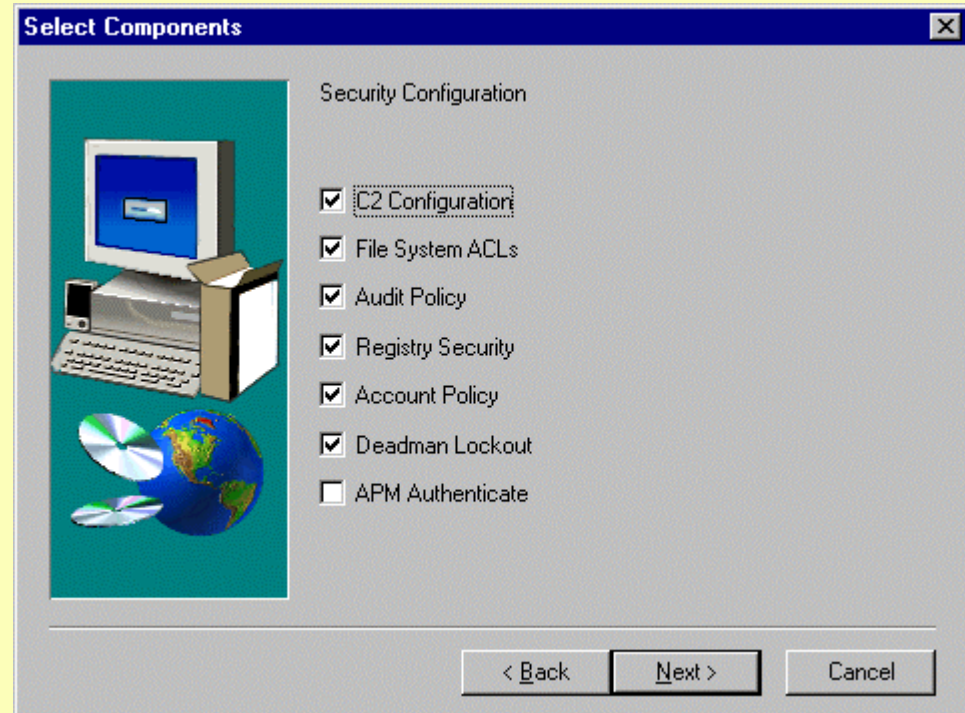 Select Components
Security Configuration
C2 Configuration
File System ACLs
Audit Policy
Registry Security
Account Policy
Deadman Lockout
APM Authenticate
< Back Next > Cancel